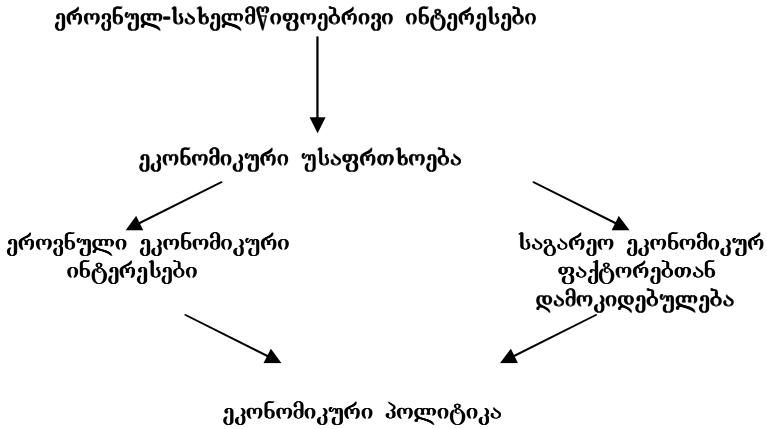 ეროვნულ-სახელმწიფოებრივი ინტერესები
ეკონომიკური უსაფრთხოება
ეროვნული ეკონომიკური
ინტერესები
საგარეო ეკონომიკურ
ფაქტორებთან
დამოკიდებულება
ეკონომიკური პოლიტიკა